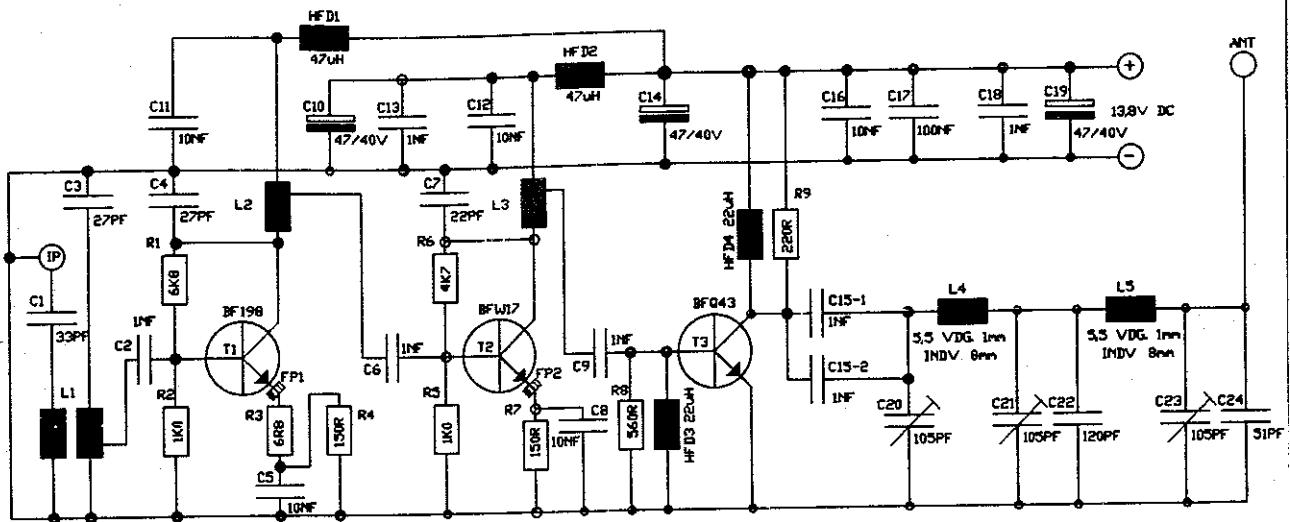 HFD1
47uH
HFD2
47uH
ANT
+
C11
10NF
C10
47/40V
C13
1NF
C12
10NF
C14
47/40V
C16
10NF
C17
100NF
C18
1NF
C19
47/40V
13,8V DC
-
C3
27PF
C4
27PF
L2
C7
22PF
L3
R9
220R
HFD4 22uH
R1
6K8
R6
4K7
IP
C1
33PF
1NF
C2
BF198
T1
FP1
1NF
C6
BFW17
T2
FP2
1NF
C9
BFQ43
T3
C15-1
1NF
C15-2
1NF
L4
5,5 VDG. 1mm
INDV. 8mm
L5
5,5 VDG. 1mm
INDV 8mm
L1
R2
1K0
R3
6R8
R4
150R
C5
10NF
R5
1K0
R7
150R
C8
10NF
R8
560R
HFD3 22uH
C20
105PF
C21
105PF
C22
120PF
C23
105PF
C24
51PF